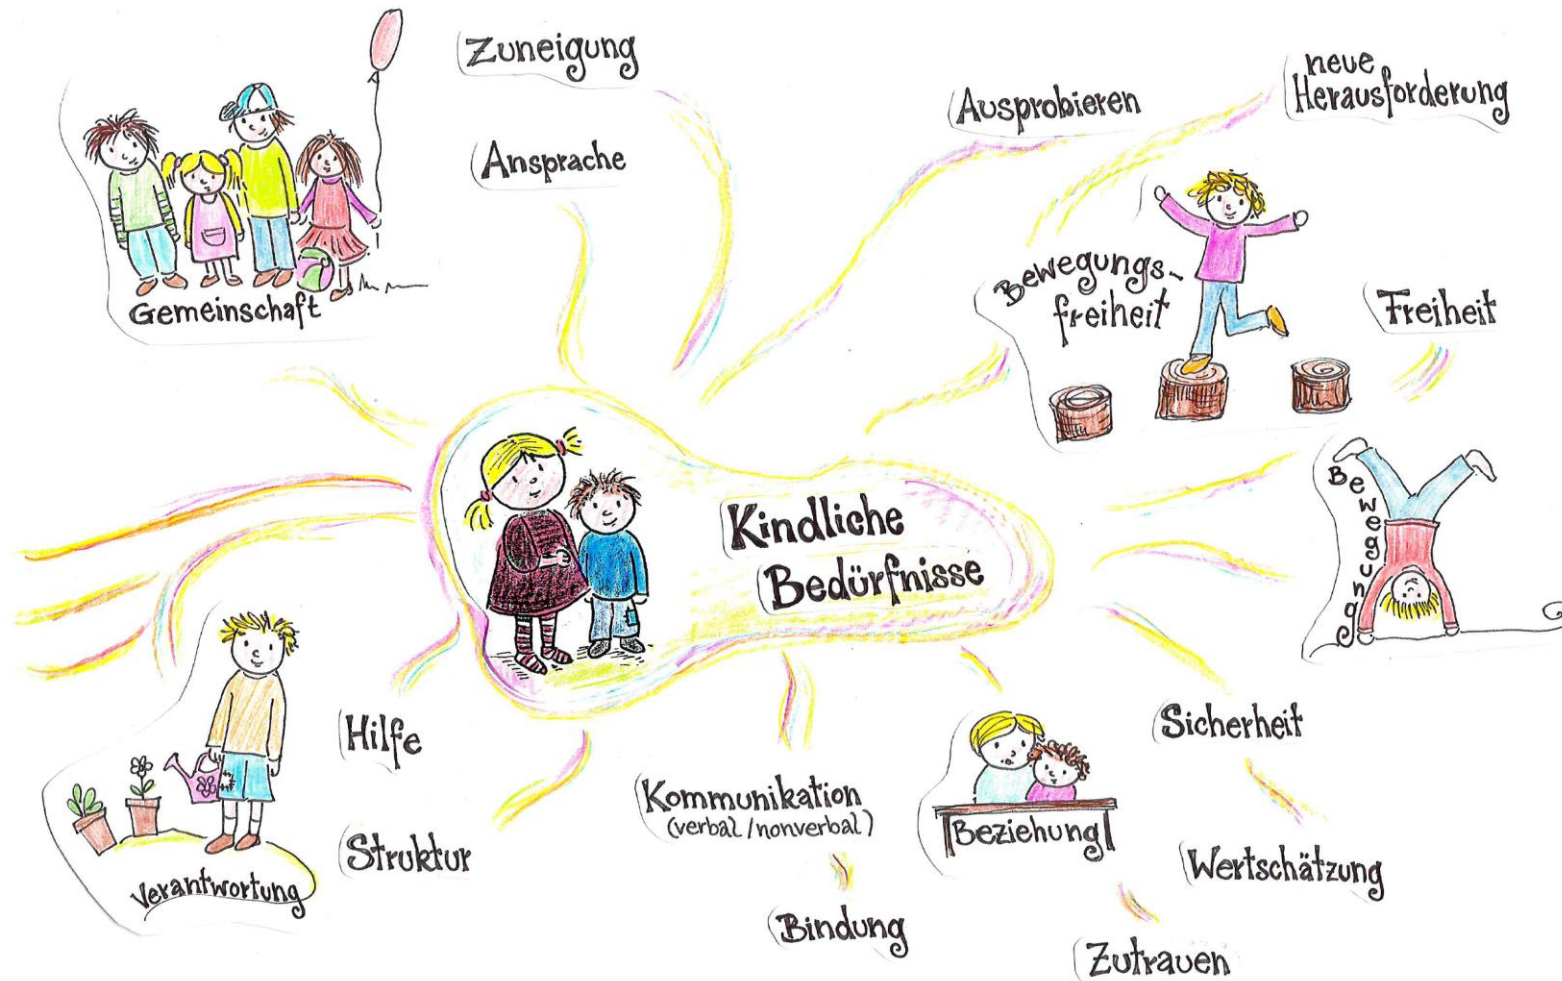 Zuneigung
Ansprache
Gemeinschaft
Ausprobieren
neue
Herausforderung
Bewegungs-
freiheit
Freiheit
Bewegung
Kindliche
Bedürfnisse
Hilfe
Struktur
Verantwortung
Kommunikation
(verbal/nonverbal)
Bindung
Beziehung
Zutrauen
Sicherheit
Wertschätzung